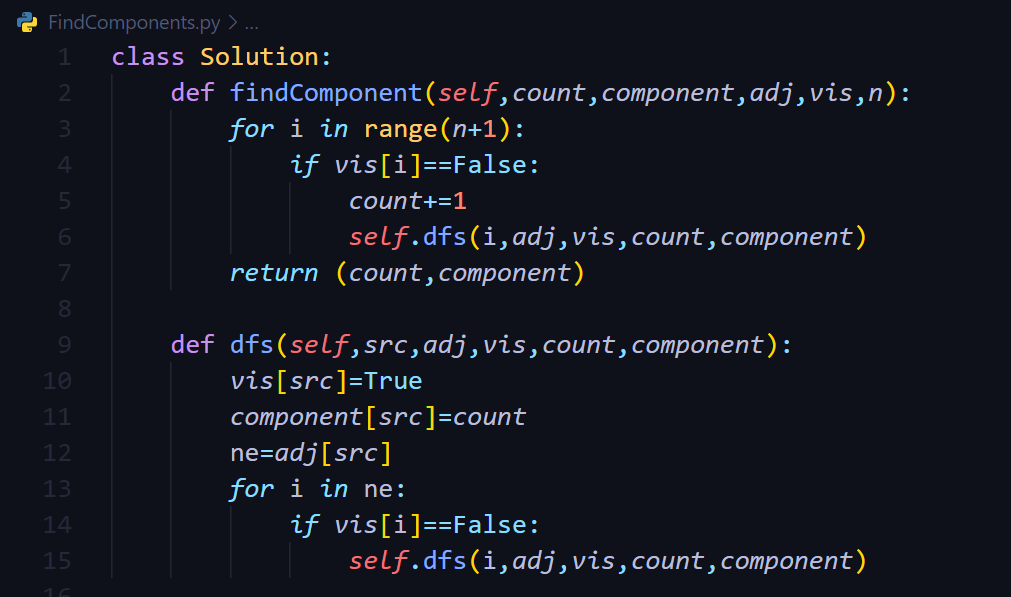 FindComponents.py > ...
1 class Solution:
2     def findComponent(self,count,component,adj,vis,n):
3         for i in range(n+1):
4             if vis[i]==False:
5                 count+=1
6                 self.dfs(i,adj,vis,count,component)
7         return (count,component)
8
9     def dfs(self,src,adj,vis,count,component):
10         vis[src]=True
11         component[src]=count
12         ne=adj[src]
13         for i in ne:
14             if vis[i]==False:
15                 self.dfs(i,adj,vis,count,component)
16